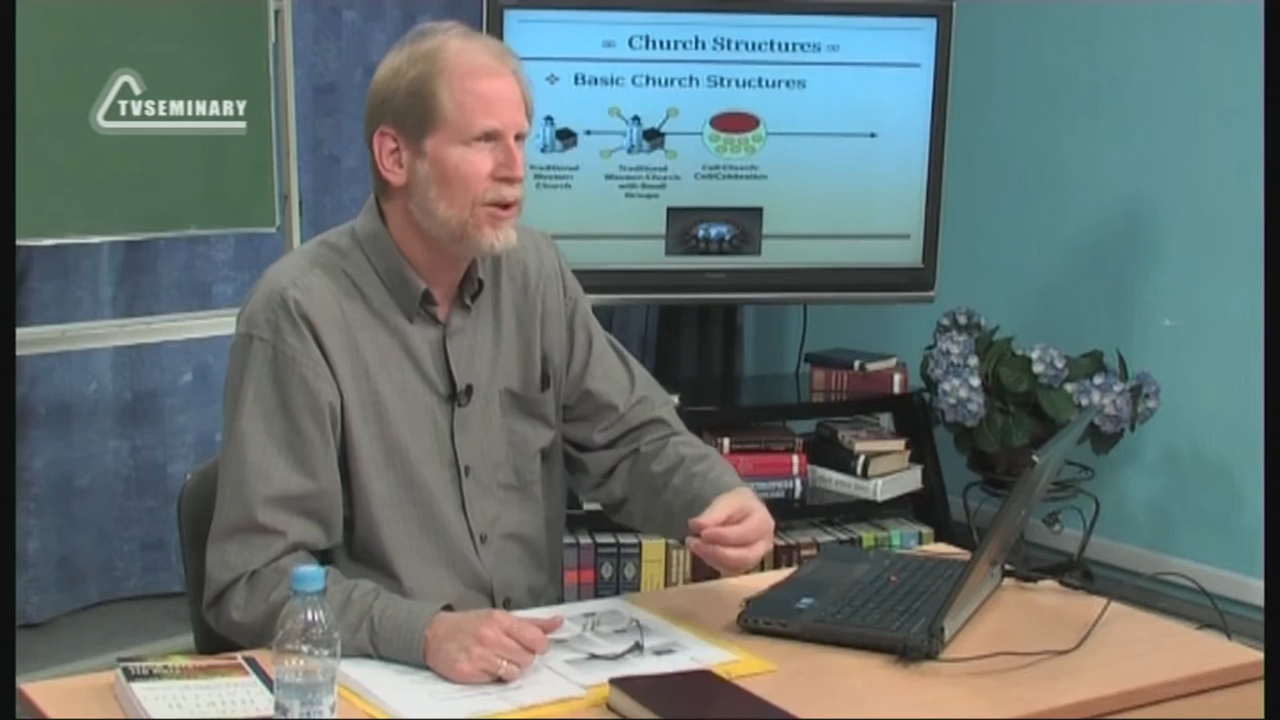 TVSEMINARY
Church Structures
Basic Church Structures
Traditional
Western
Church
Traditional
Western Church
with Small
Groups
Cell Church:
Cell/Celebration